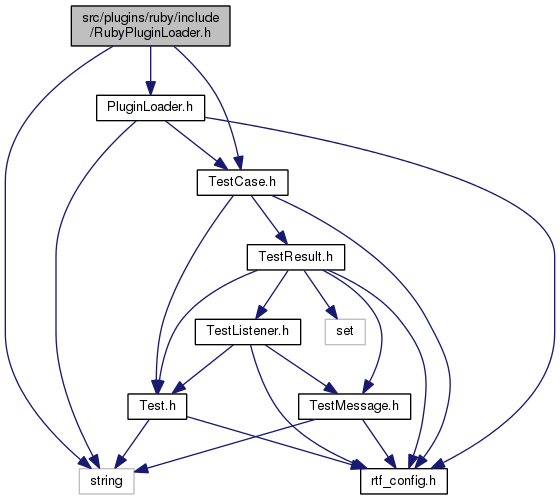 src/plugins/ruby/include
/RubyPluginLoader.h
PluginLoader.h
TestCase.h
TestResult.h
TestListener.h
set
Test.h
TestMessage.h
string
rtf_config.h